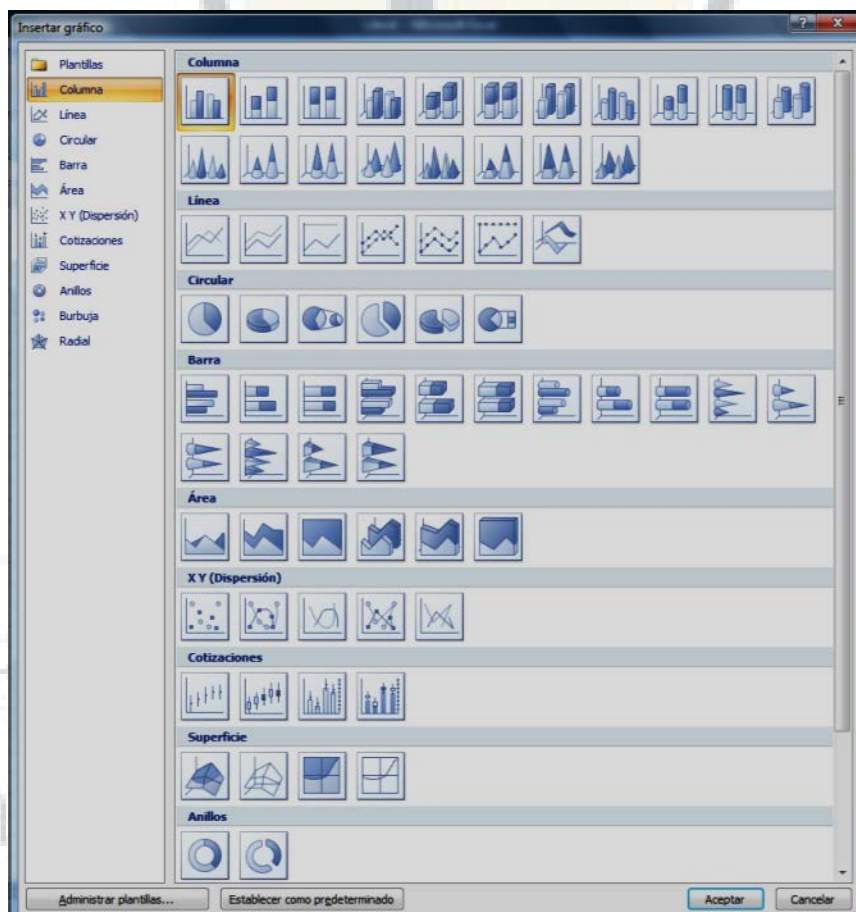 Insertar gráfico
Plantillas
Columna
Línea
Circular
Barra
Área
X Y (Dispersión)
Cotizaciones
Superficie
Anillos
Burbuja
Radial
Columna
Línea
Circular
Barra
Área
X Y (Dispersión)
Cotizaciones
Superficie
Anillos
Administrar plantillas...
Establecer como predeterminado
Aceptar
Cancelar